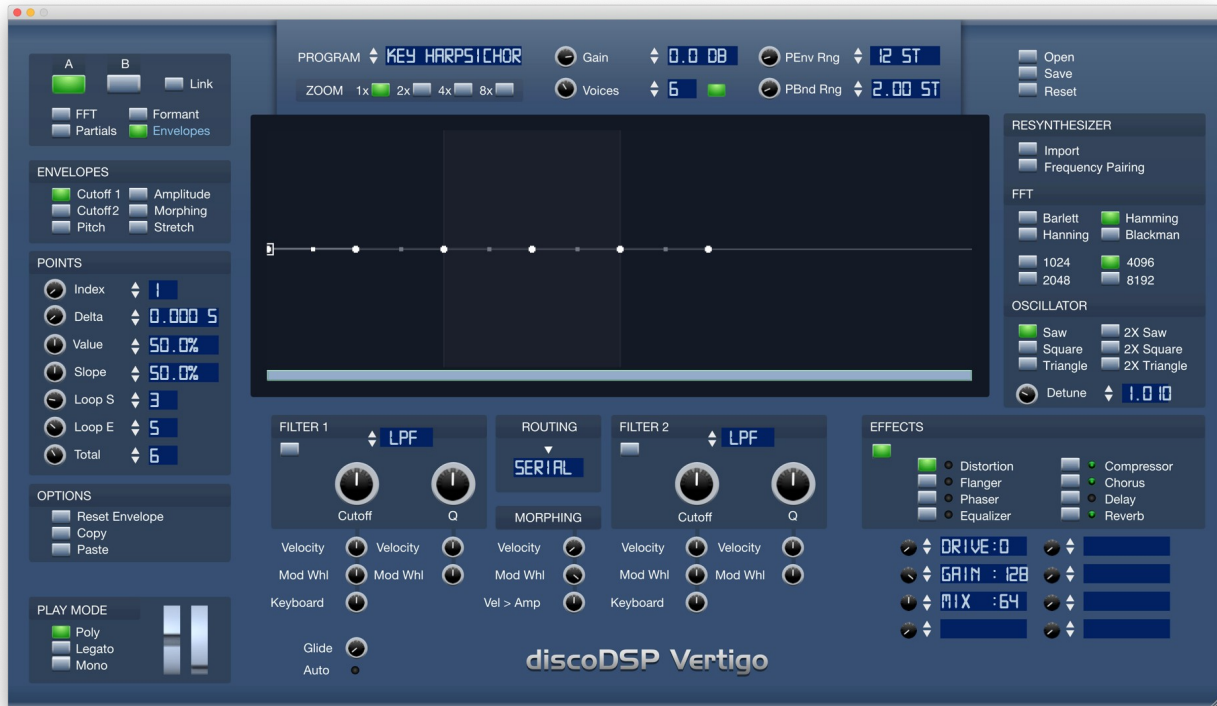 PROGRAM KEY HARPSICHOR Gain 0.0 DB PEnv Rng 12 ST
ZOOM 1x 2x 4x 8x Voices 6 PBnd Rng 2.00 ST
A B
Link
FFT Formant
Partials Envelopes
ENVELOPES
Cutoff 1 Amplitude
Cutoff2 Morphing
Pitch Stretch
POINTS
Index 1
Delta 0.000 S
Value 50.0%
Slope 50.0%
Loop S 3
Loop E 5
Total 6
OPTIONS
Reset Envelope
Copy
Paste
PLAY MODE
Poly
Legato
Mono
Open
Save
Reset
RESYNTHESIZER
Import
Frequency Pairing
FFT
Barlett Hamming
Hanning Blackman
1024 4096
2048 8192
OSCILLATOR
Saw 2X Saw
Square 2X Square
Triangle 2X Triangle
Detune 1.010
FILTER 1
LPF
Cutoff Q
Velocity Velocity
Mod Whl Mod Whl
Keyboard
Glide
Auto
ROUTING
SERIAL
MORPHING
Velocity
Mod Whl
Vel > Amp
FILTER 2
LPF
Cutoff Q
Velocity Velocity
Mod Whl Mod Whl
Keyboard
EFFECTS
Distortion Compressor
Flanger Chorus
Phaser Delay
Equalizer Reverb
DRIVE:0
GAIN :128
MIX :64
discoDSP Vertigo